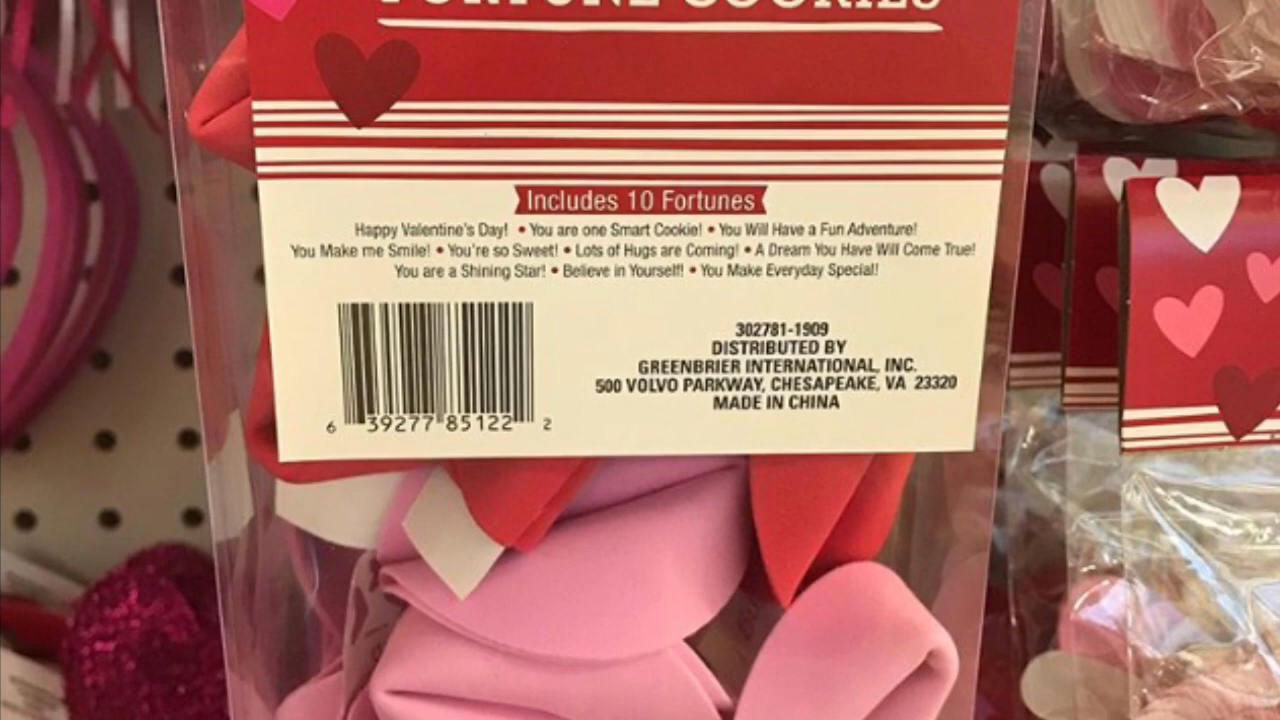 FORTUNE COOKIES
Includes 10 Fortunes
Happy Valentine's Day! • You are one Smart Cookie! • You Will Have a Fun Adventure!
You Make me Smile! • You're so Sweet! • Lots of Hugs are Coming! • A Dream You Have Will Come True!
You are a Shining Star! • Believe in Yourself! • You Make Everyday Special!
302781-1909
DISTRIBUTED BY
GREENBRIER INTERNATIONAL, INC.
500 VOLVO PARKWAY, CHESAPEAKE, VA 23320
MADE IN CHINA
6 39277 85122 2